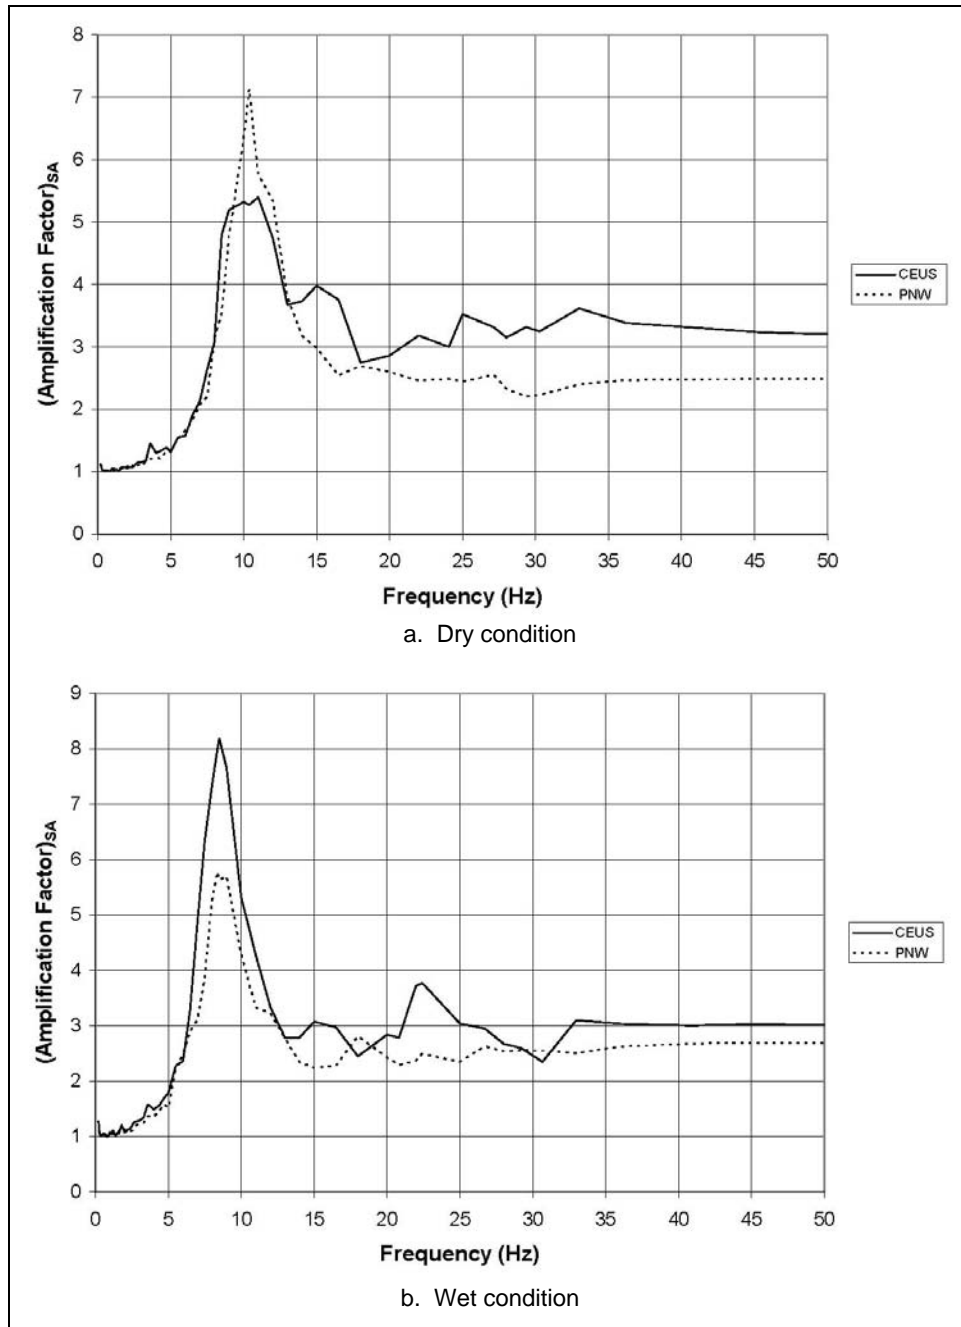 8
7
6
5
4
3
2
1
0
(Amplification Factor)SA
0 5 10 15 20 25 30 35 40 45 50
Frequency (Hz)
CEUS
PNW
a. Dry condition
9
8
7
6
5
4
3
2
1
0
(Amplification Factor)SA
0 5 10 15 20 25 30 35 40 45 50
Frequency (Hz)
CEUS
PNW
b. Wet condition